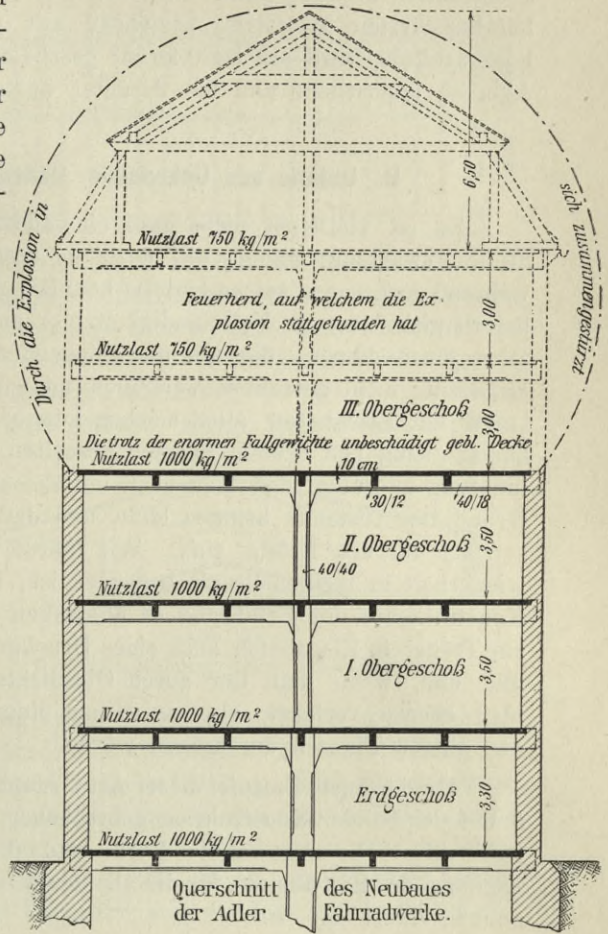 6,50
Durch die Explosion in
sich zusammengestürzt
Nutzlast 750 kg/m²
Feuerherd, auf welchem die Ex-
plosion stattgefunden hat
3,00
Nutzlast 750 kg/m²
III. Obergeschoß
3,00
Die trotz der enormen Fallgewichte unbeschädigt gebl. Decke
Nutzlast 1000 kg/m²
10 cm
30/12
40/18
II. Obergeschoß
3,50
40/40
Nutzlast 1000 kg/m²
I. Obergeschoß
3,50
Nutzlast 1000 kg/m²
Erdgeschoß
3,30
Nutzlast 1000 kg/m²
Querschnitt des Neubaues
der Adler Fahrradwerke.